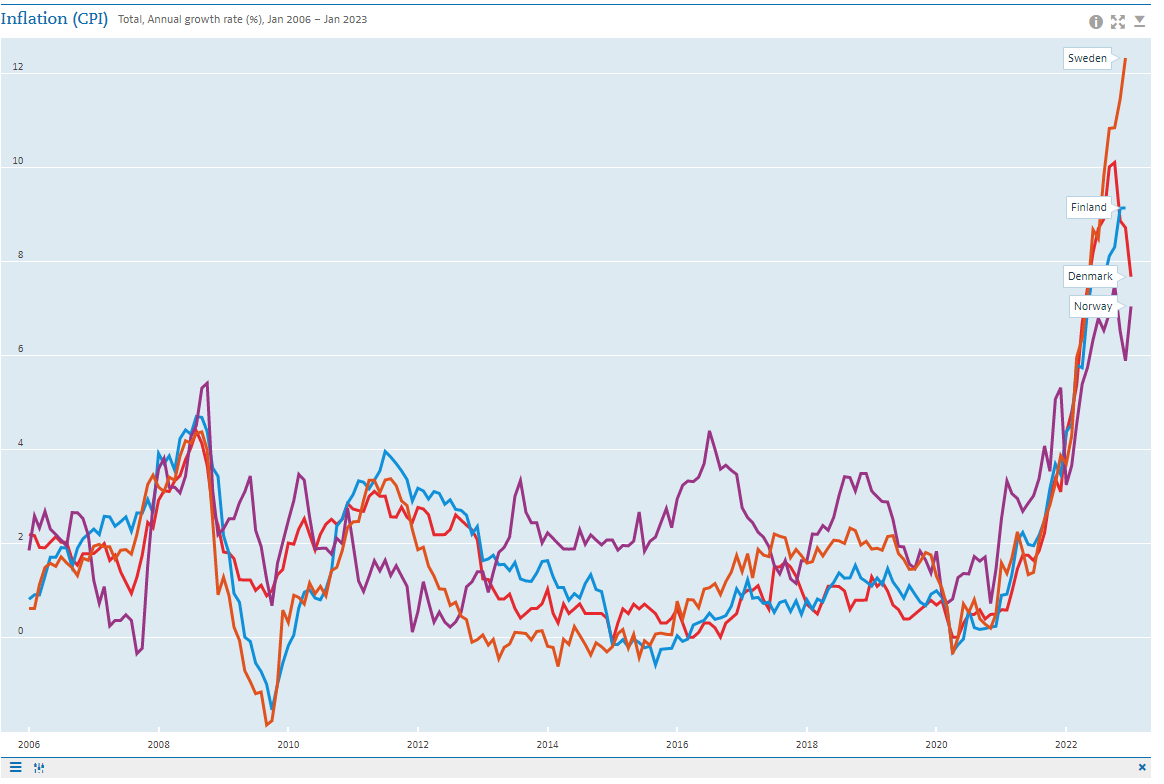 Inflation (CPI) Total, Annual growth rate (%), Jan 2006 – Jan 2023
Sweden
12
10
Finland
8
Denmark
Norway
6
4
2
0
2006 2008 2010 2012 2014 2016 2018 2020 2022